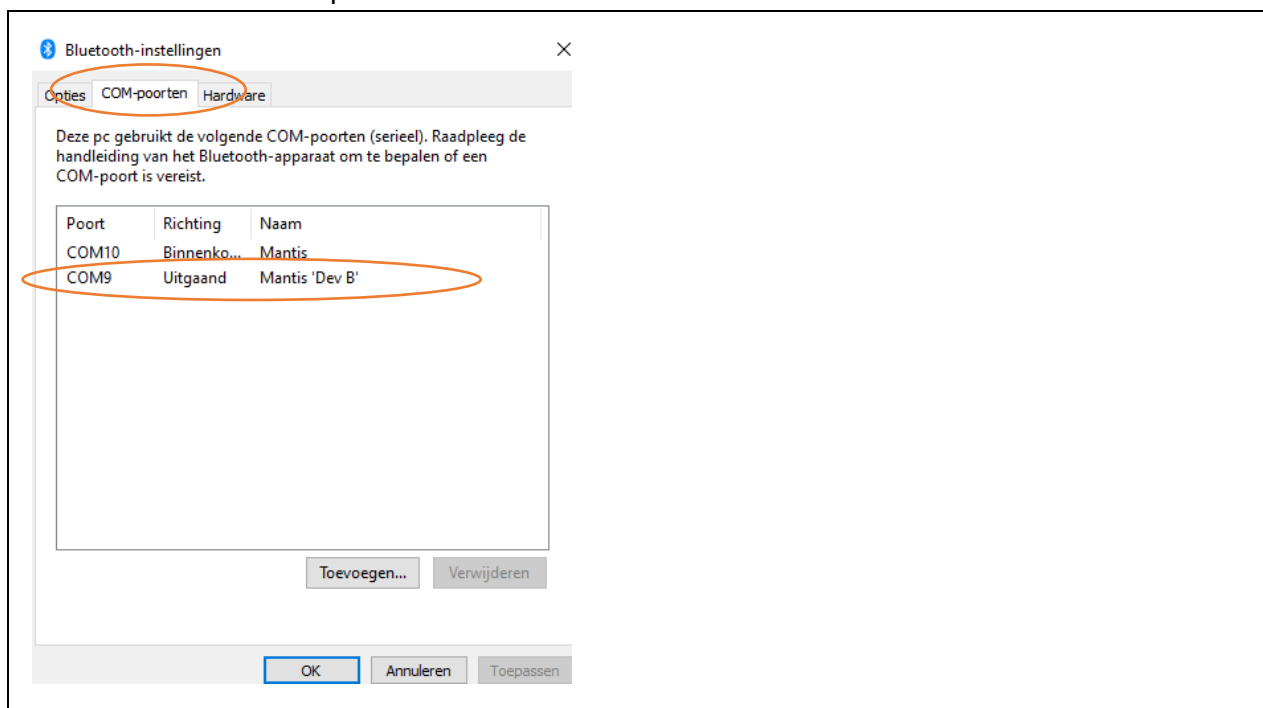 Bluetooth-instellingen
Opties COM-poorten Hardware
Deze pc gebruikt de volgende COM-poorten (serieel). Raadpleeg de
handleiding van het Bluetooth-apparaat om te bepalen of een
COM-poort is vereist.
Poort Richting Naam
COM10 Binnenko... Mantis
COM9 Uitgaand Mantis 'Dev B'
Toevoegen... Verwijderen
OK Annuleren Toepassen